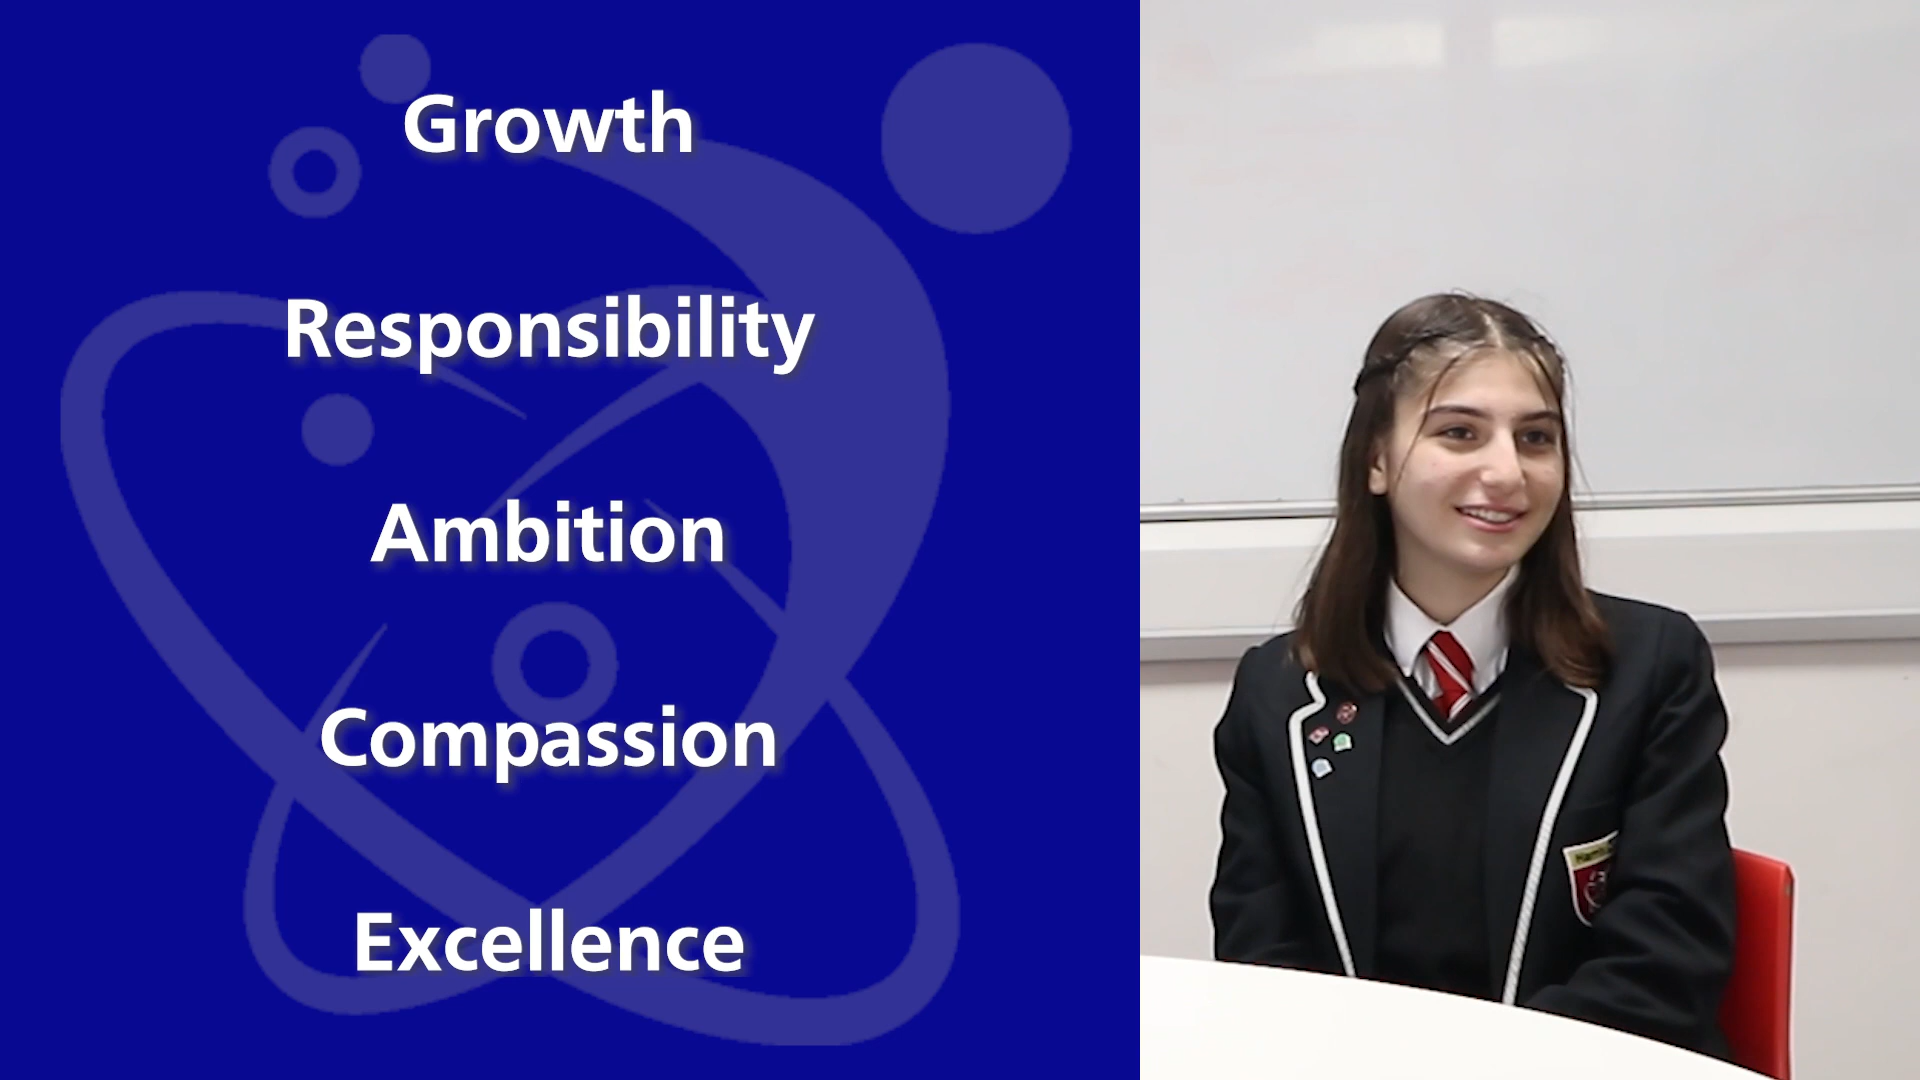 Growth
Responsibility
Ambition
Compassion
Excellence